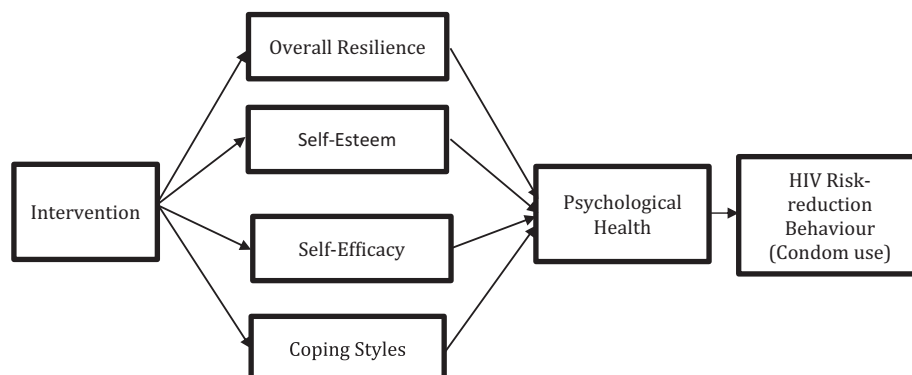 Overall Resilience
Self-Esteem
Intervention
Self-Efficacy
Coping Styles
Psychological
Health
HIV Risk-
reduction
Behaviour
(Condom use)